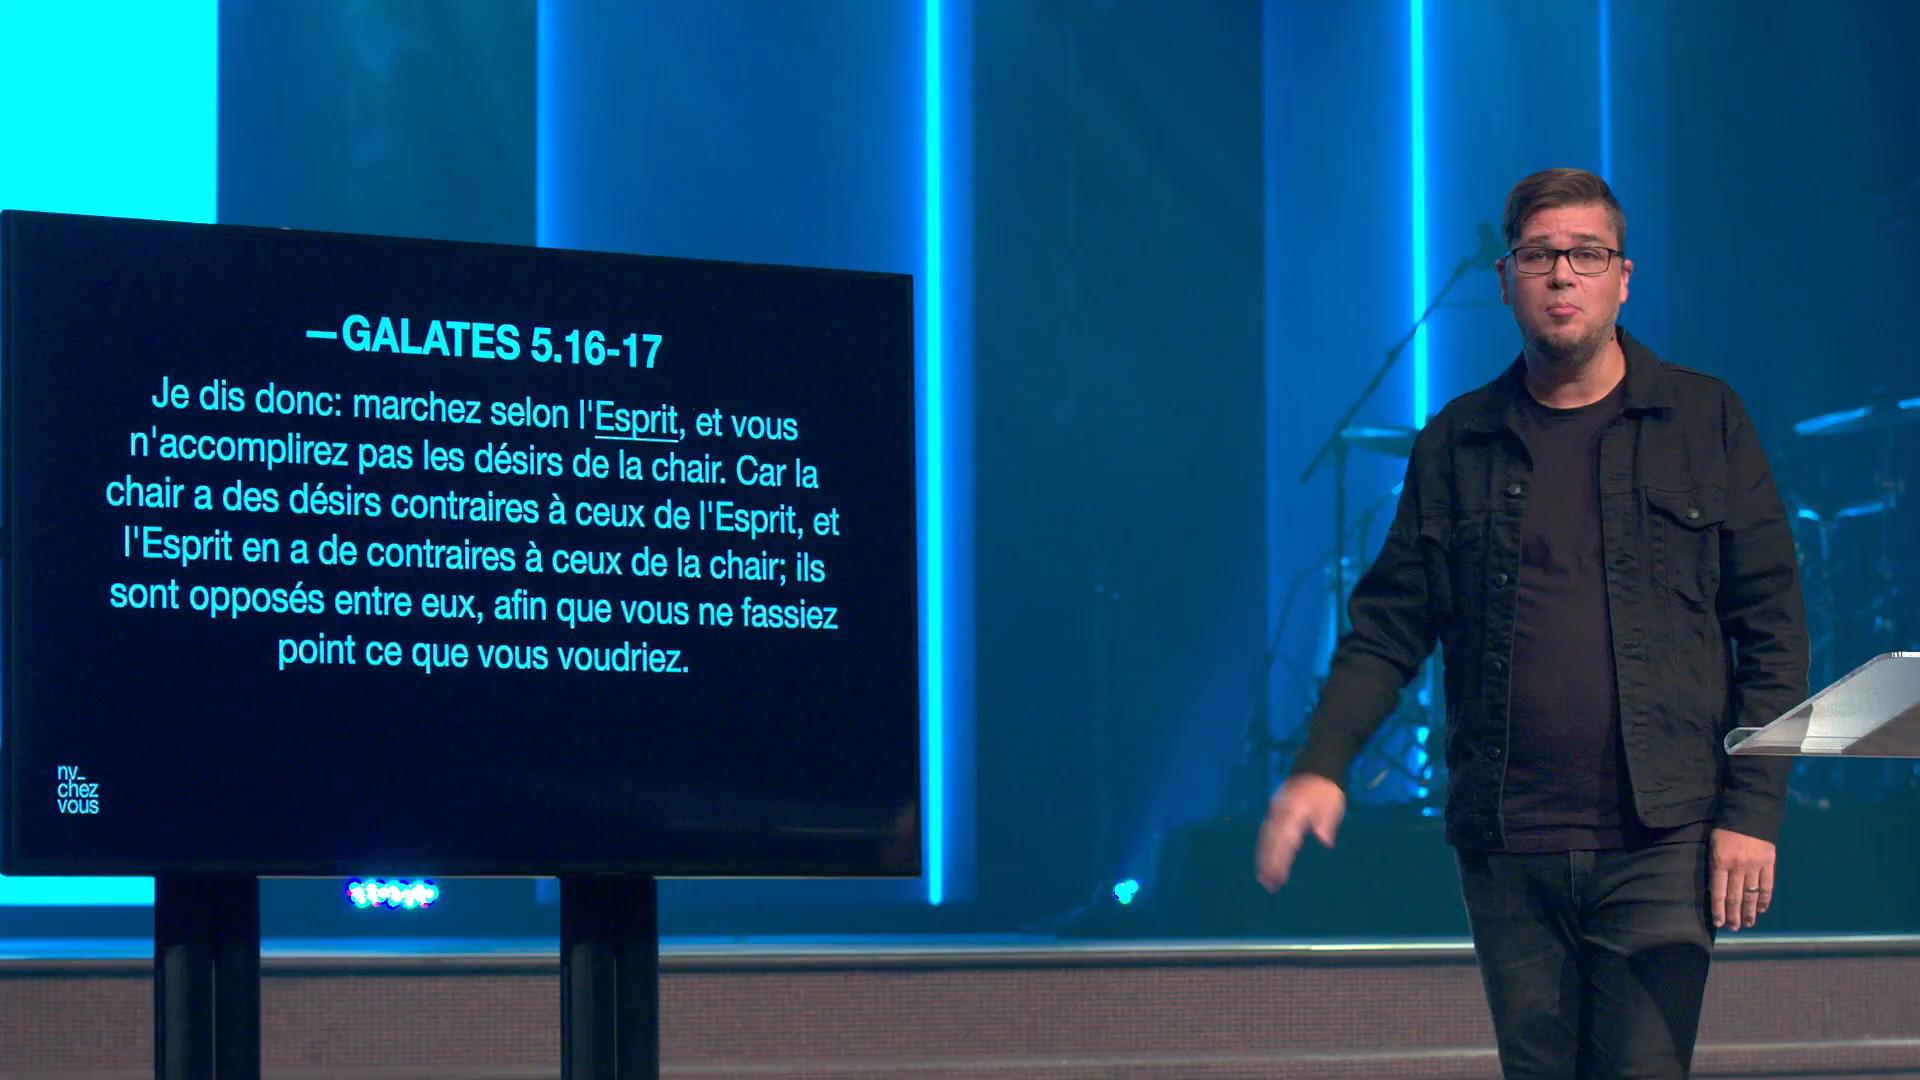 —GALATES 5.16-17
Je dis donc: marchez selon l'Esprit, et vous
n'accomplirez pas les désirs de la chair. Car la
chair a des désirs contraires à ceux de l'Esprit, et
l'Esprit en a de contraires à ceux de la chair; ils
sont opposés entre eux, afin que vous ne fassiez
point ce que vous voudriez.
nv_
chez
vous